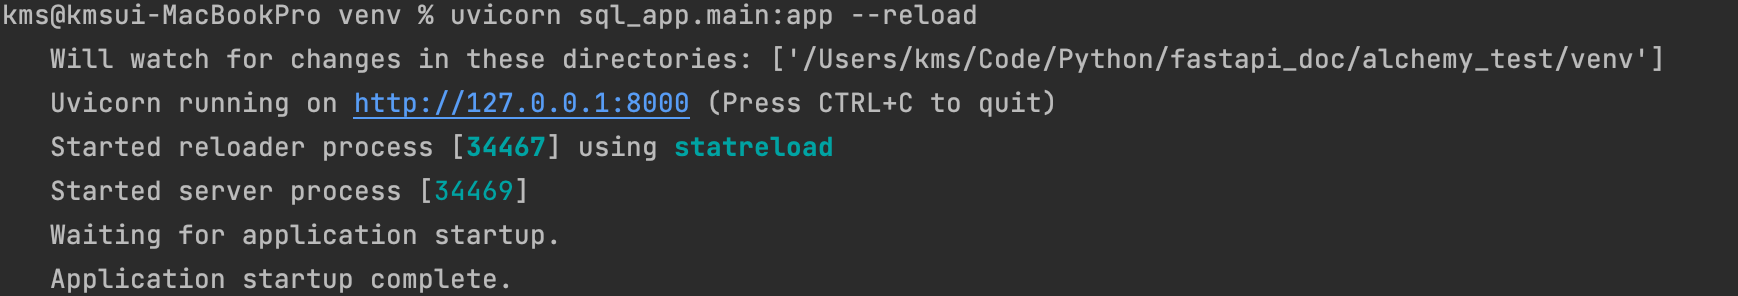 kms@kmsui-MacBookPro venv % uvicorn sql_app.main:app --reload
Will watch for changes in these directories: ['/Users/kms/Code/Python/fastapi_doc/alchemy_test/venv']
Uvicorn running on http://127.0.0.1:8000 (Press CTRL+C to quit)
Started reloader process [34467] using statreload
Started server process [34469]
Waiting for application startup.
Application startup complete.